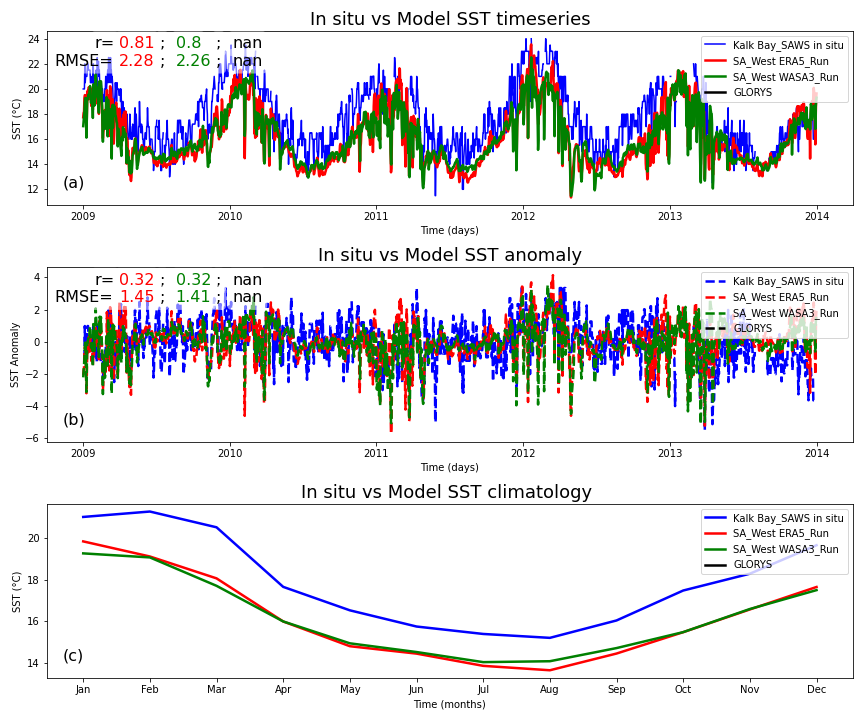 In situ vs Model SST timeseries
r= 0.81 ; 0.8 ; nan
RMSE= 2.28 ; 2.26 ; nan
Kalk Bay_SAWS in situ
SA_West ERA5_Run
SA_West WASA3_Run
GLORYS
24
22
20
18
16
14
12
SST (°C)
(a)
2009 2010 2011 2012 2013 2014
Time (days)
In situ vs Model SST anomaly
r= 0.32 ; 0.32 ; nan
RMSE= 1.45 ; 1.41 ; nan
Kalk Bay_SAWS in situ
SA_West ERA5_Run
SA_West WASA3_Run
GLORYS
4
2
0
−2
−4
−6
SST Anomaly
(b)
2009 2010 2011 2012 2013 2014
Time (days)
In situ vs Model SST climatology
Kalk Bay_SAWS in situ
SA_West ERA5_Run
SA_West WASA3_Run
GLORYS
20
18
16
14
SST (°C)
(c)
Jan Feb Mar Apr May Jun Jul Aug Sep Oct Nov Dec
Time (months)